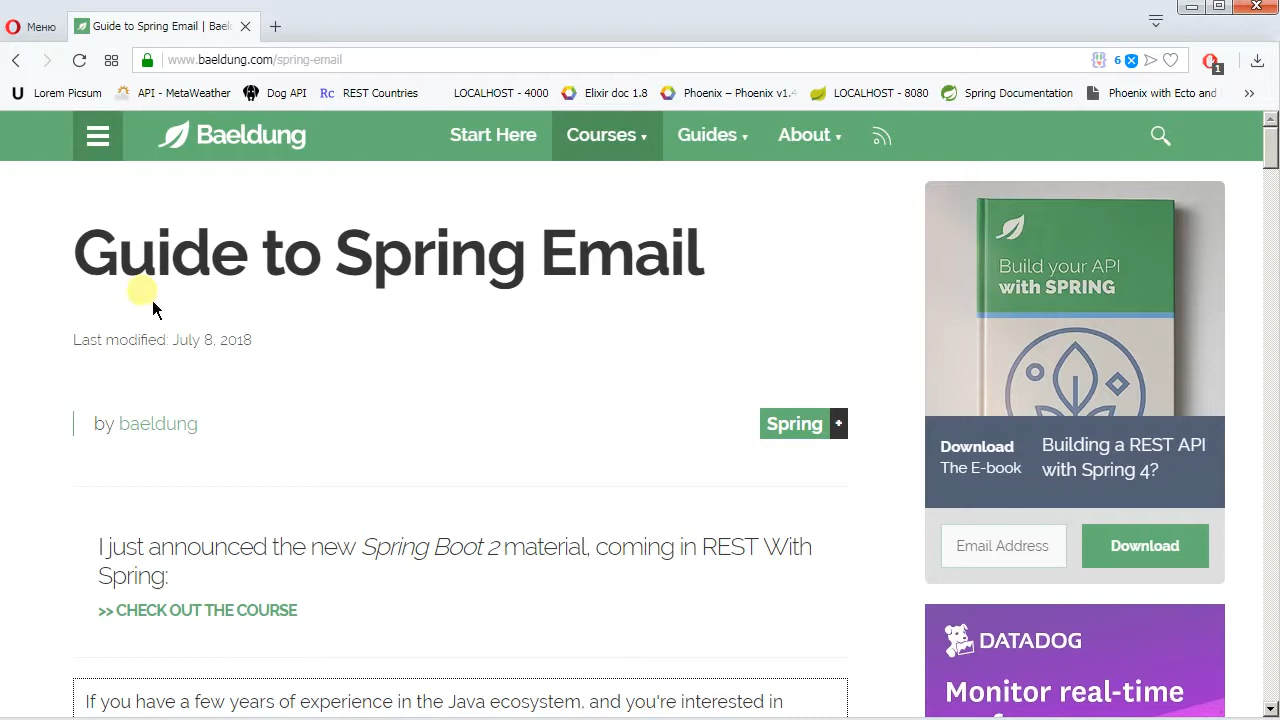 Меню
Guide to Spring Email | Baek
www.baeldung.com/spring-email
6
1
U Lorem Picsum
API - MetaWeather
Dog API
Rc REST Countries
LOCALHOST - 4000
Elixir doc 1.8
Phoenix – Phoenix v1.4
LOCALHOST - 8080
Spring Documentation
Phoenix with Ecto and
»
Baeldung
Start Here
Courses
Guides
About
Guide to Spring Email
Last modified: July 8, 2018
by baeldung
Spring +
I just announced the new Spring Boot 2 material, coming in REST With
Spring:
>> CHECK OUT THE COURSE
If you have a few years of experience in the Java ecosystem, and you're interested in
Build your API
with SPRING
Download
The E-book
Building a REST API
with Spring 4?
Email Address
Download
DATADOG
Monitor real-time